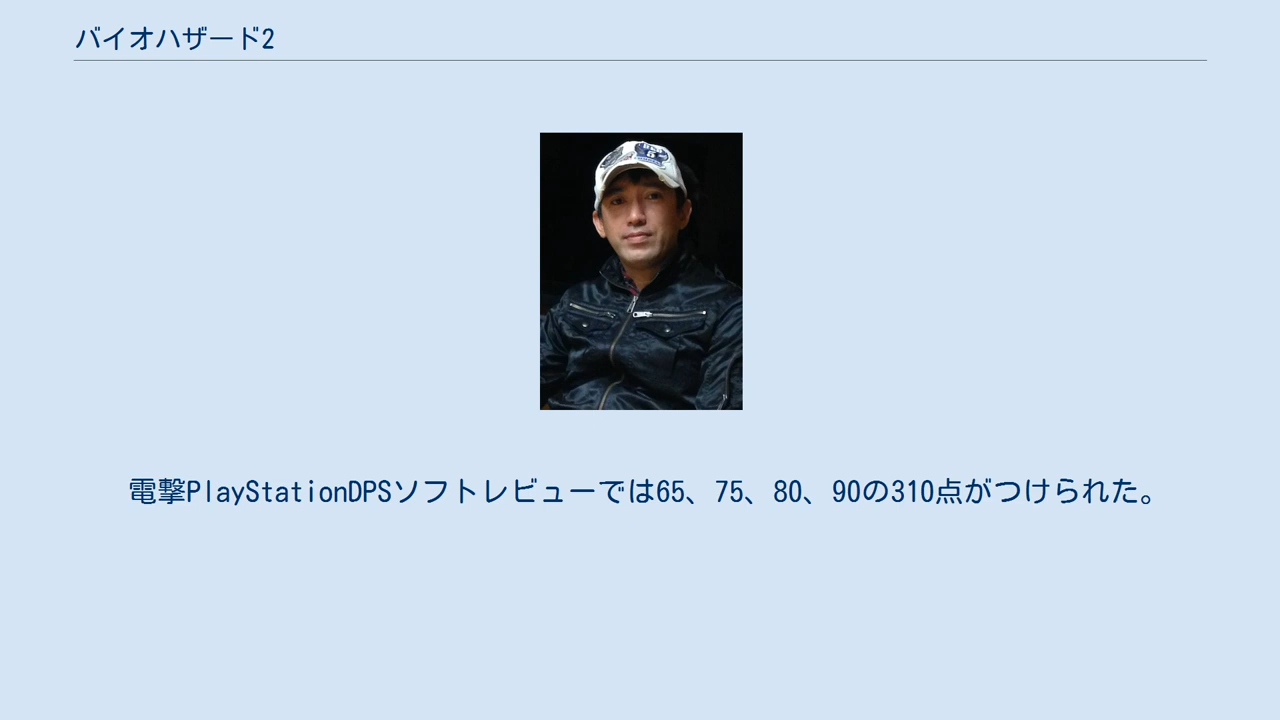 バイオハザード2
電撃PlayStationDPSソフトレビューでは65、75、80、90の310点がつけられた。